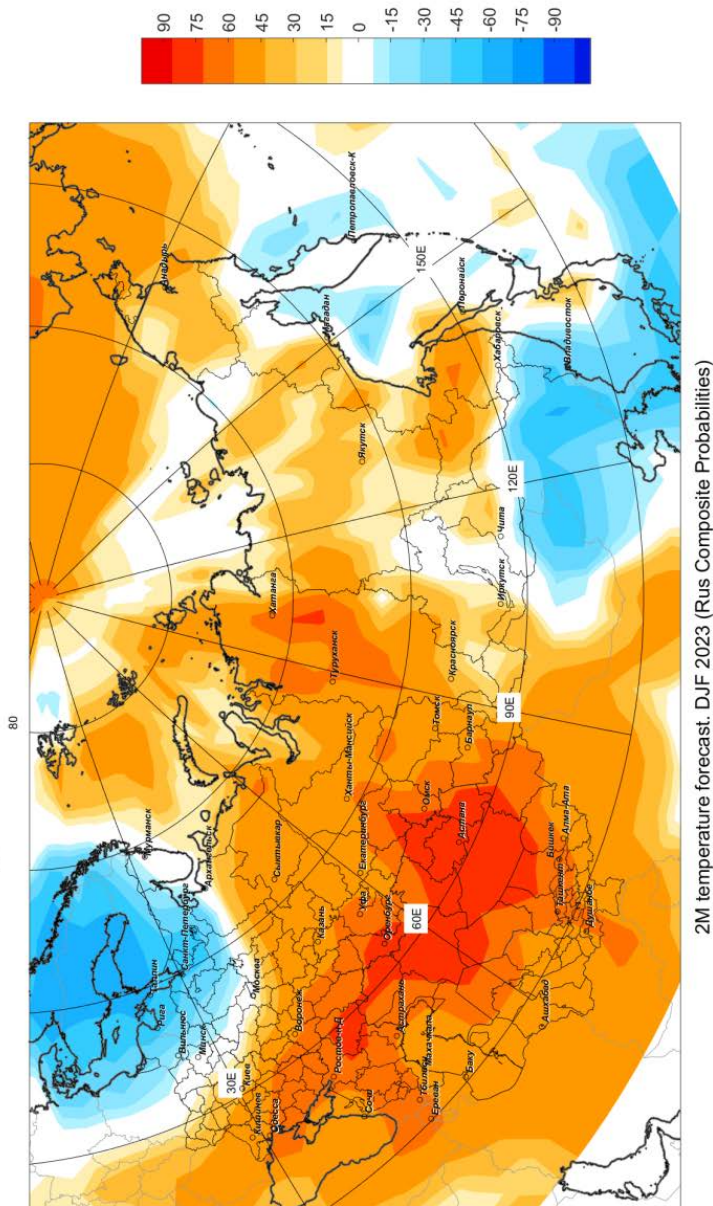 90
75
60
45
30
15
0
-15
-30
-45
-60
-75
-90
80
Анадырь
Петропавловск-К
150E
Магадан
Поронайск
Хабаровск
Владивосток
Якутск
120E
Чита
Иркутск
Хатанга
Туруханск
Красноярск
90E
Томск
Барнаул
Ханты-Мансийск
Омск
Екатеринбург
Астана
Алма-Ата
Бишкек
Ташкент
Душанбе
Мурманск
Архангельск
Сыктывкар
Уфа
Оренбург
60E
Казань
Санкт-Петербург
Таллин
Рига
Вильнюс
Минск
Москва
Воронеж
Ростов-н-Д
Астрахань
Махачкала
Ашхабад
Баку
Тбилиси
Ереван
Сочи
30E
Киев
Кишинев
Одесса
2M temperature forecast. DJF 2023 (Rus Composite Probabilities)